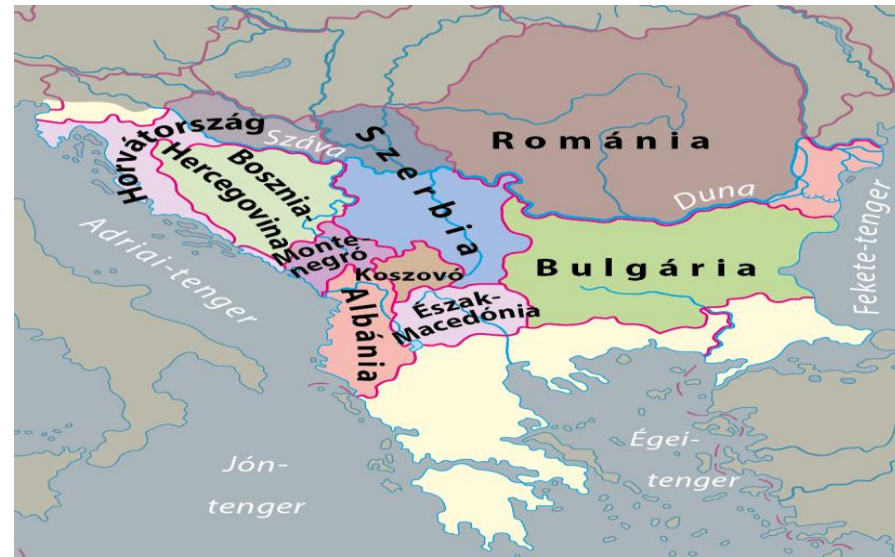 Horvátország
Száva
Szerbia
Románia
Bosznia-
Hercegovina
Duna
Adriai-tenger
Monte-
negró
Koszovó
Bulgária
Fekete-tenger
Albánia
Észak-
Macedónia
Égei-
tenger
Jón-
tenger